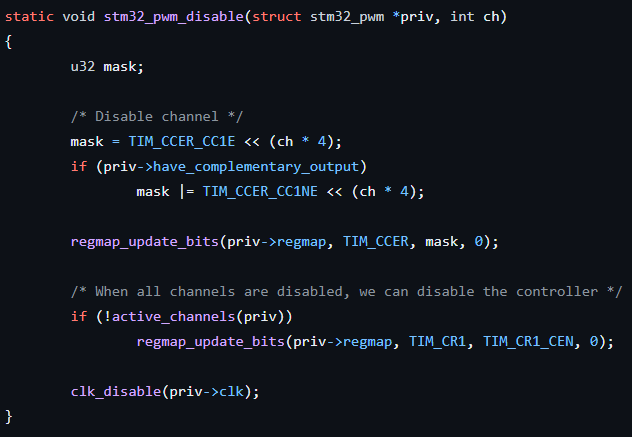 static void stm32_pwm_disable(struct stm32_pwm *priv, int ch)
{
        u32 mask;

        /* Disable channel */
        mask = TIM_CCER_CC1E << (ch * 4);
        if (priv->have_complementary_output)
                mask |= TIM_CCER_CC1NE << (ch * 4);

        regmap_update_bits(priv->regmap, TIM_CCER, mask, 0);

        /* When all channels are disabled, we can disable the controller */
        if (!active_channels(priv))
                regmap_update_bits(priv->regmap, TIM_CR1, TIM_CR1_CEN, 0);

        clk_disable(priv->clk);
}